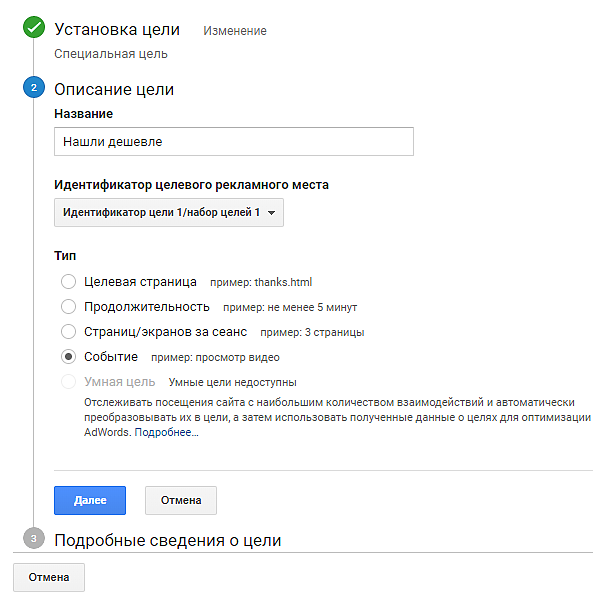 Установка цели Изменение
Специальная цель
2 Описание цели
Название
Нашли дешевле
Идентификатор целевого рекламного места
Идентификатор цели 1/набор целей 1
Тип
Целевая страница пример: thanks.html
Продолжительность пример: не менее 5 минут
Страниц/экранов за сеанс пример: 3 страницы
Событие пример: просмотр видео
Умная цель Умные цели недоступны
Отслеживать посещения сайта с наибольшим количеством взаимодействий и автоматически
преобразовывать их в цели, а затем использовать полученные данные о целях для оптимизации
AdWords. Подробнее…
Далее Отмена
3 Подробные сведения о цели
Отмена